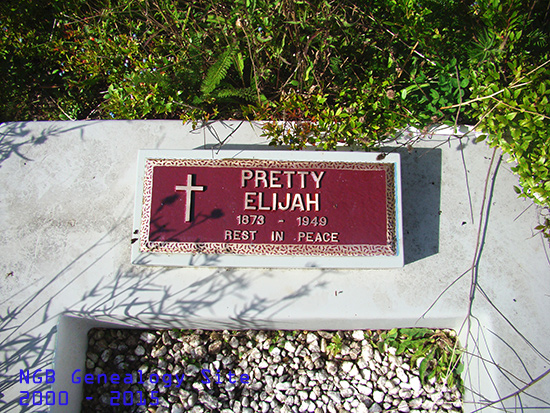 PRETTY
ELIJAH
1873 - 1949
REST IN PEACE
NGB Genealogy Site
2000 - 2015